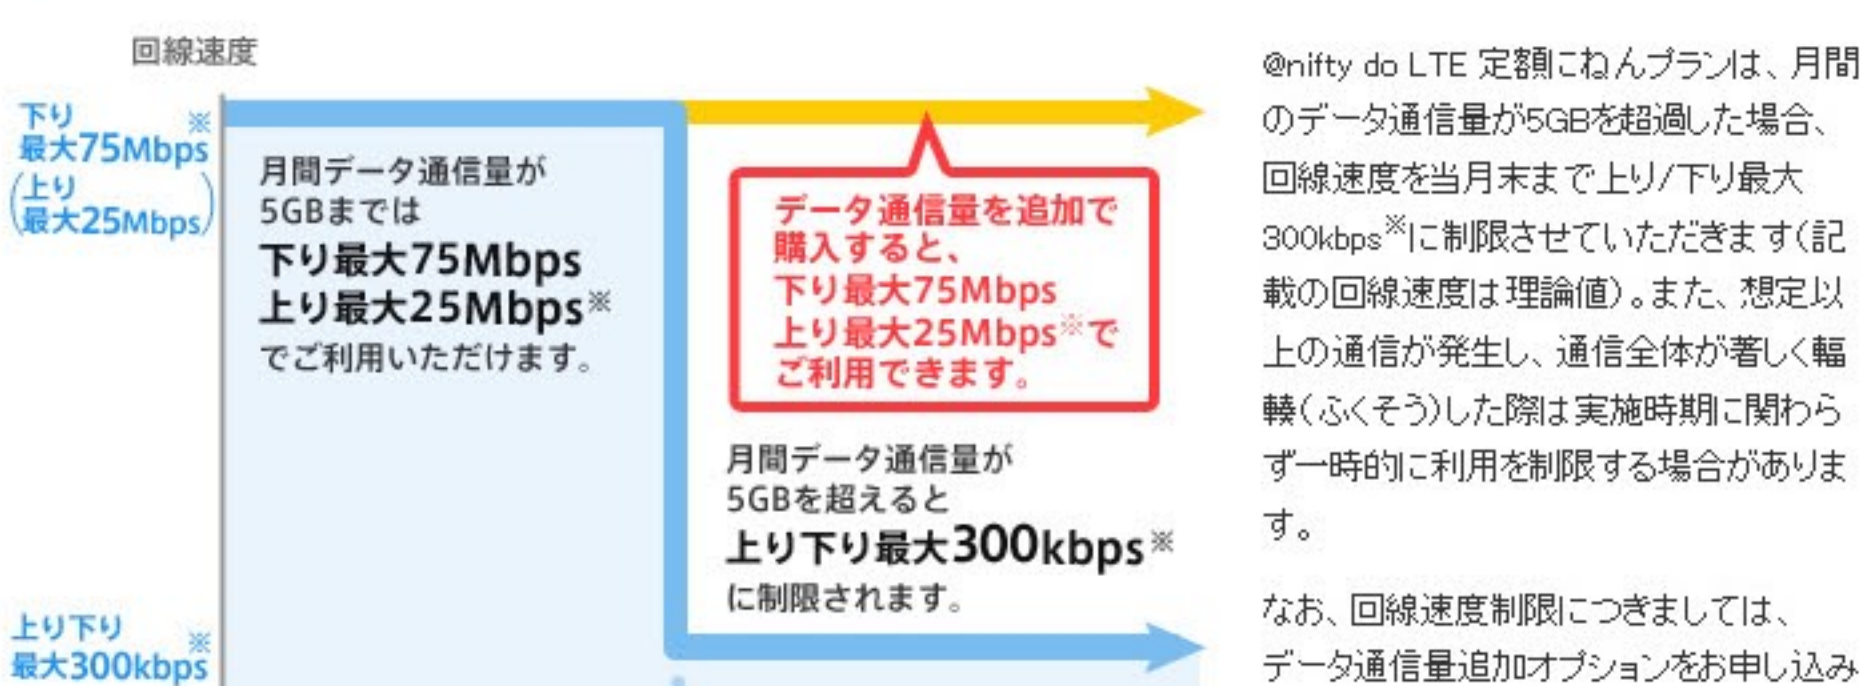 回線速度
下り
最大75Mbps※
(上り
最大25Mbps)
月間データ通信量が
5GBまでは
下り最大75Mbps
上り最大25Mbps※
でご利用いただけます。
データ通信量を追加で
購入すると、
下り最大75Mbps
上り最大25Mbps※で
ご利用できます。
月間データ通信量が
5GBを超えると
上り下り最大300kbps※
に制限されます。
上り下り
最大300kbps※
@nifty do LTE 定額にねんプランは、月間
のデータ通信量が5GBを超過した場合、
回線速度を当月末まで上り/下り最大
300kbps※に制限させていただきます(記
載の回線速度は理論値)。また、想定以
上の通信が発生し、通信全体が著しく輻
輳(ふくそう)した際は実施時期に関わら
ず一時的に利用を制限する場合がありま
す。
なお、回線速度制限につきましては、
データ通信量追加オプションをお申し込み